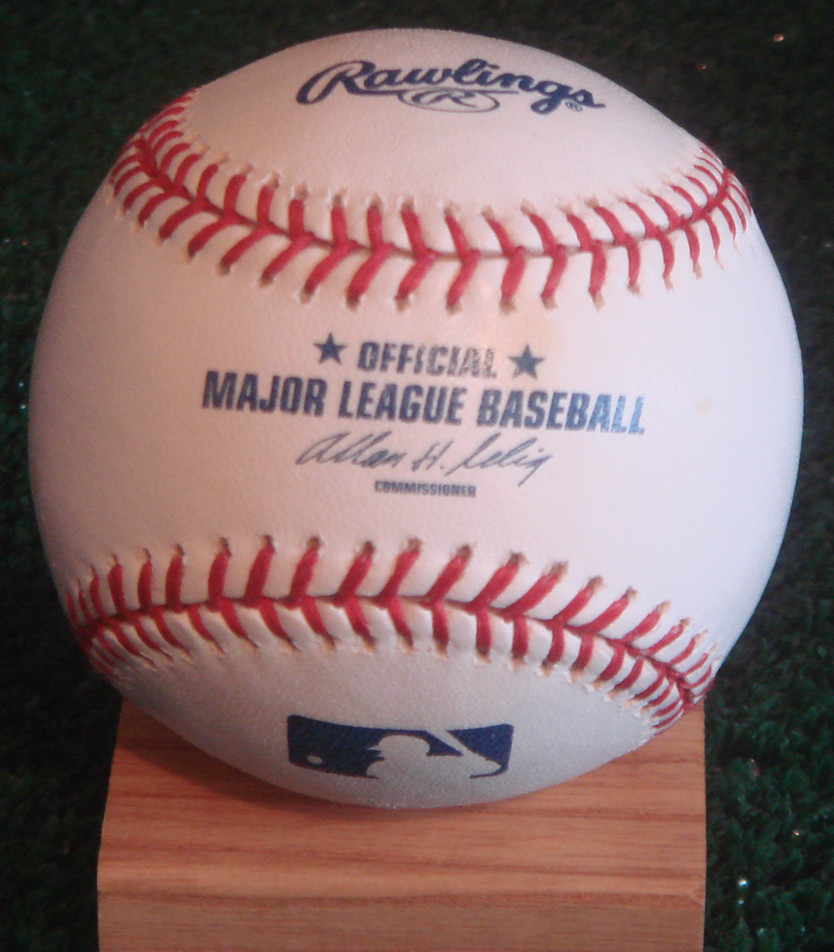 Rawlings®
R
★ OFFICIAL ★
MAJOR LEAGUE BASEBALL
Allan H. Selig
COMMISSIONER